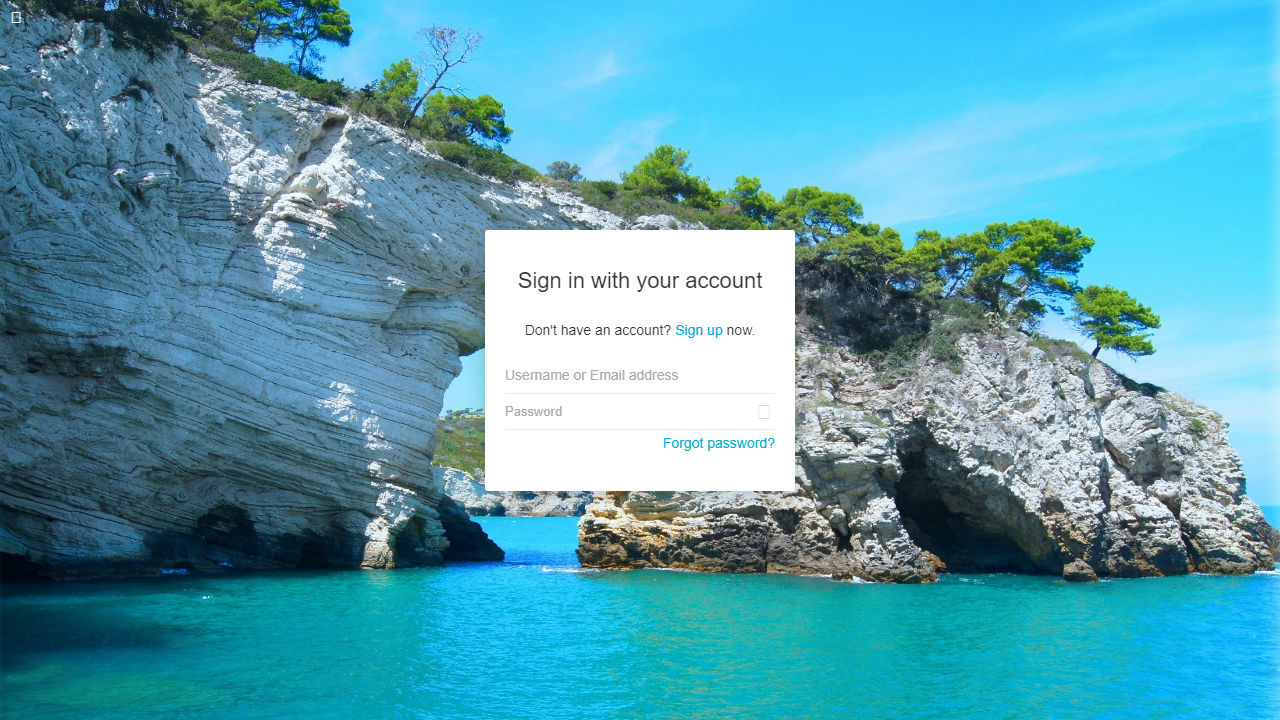 Sign in with your account
Don't have an account? Sign up now.
Username or Email address
Password
Forgot password?